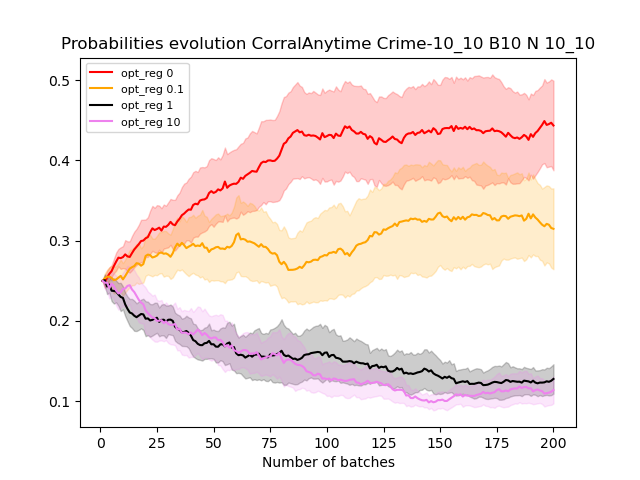 Probabilities evolution CorralAnytime Crime-10_10 B10 N 10_10
opt_reg 0
opt_reg 0.1
opt_reg 1
opt_reg 10
0.5
0.4
0.3
0.2
0.1
0 25 50 75 100 125 150 175 200
Number of batches